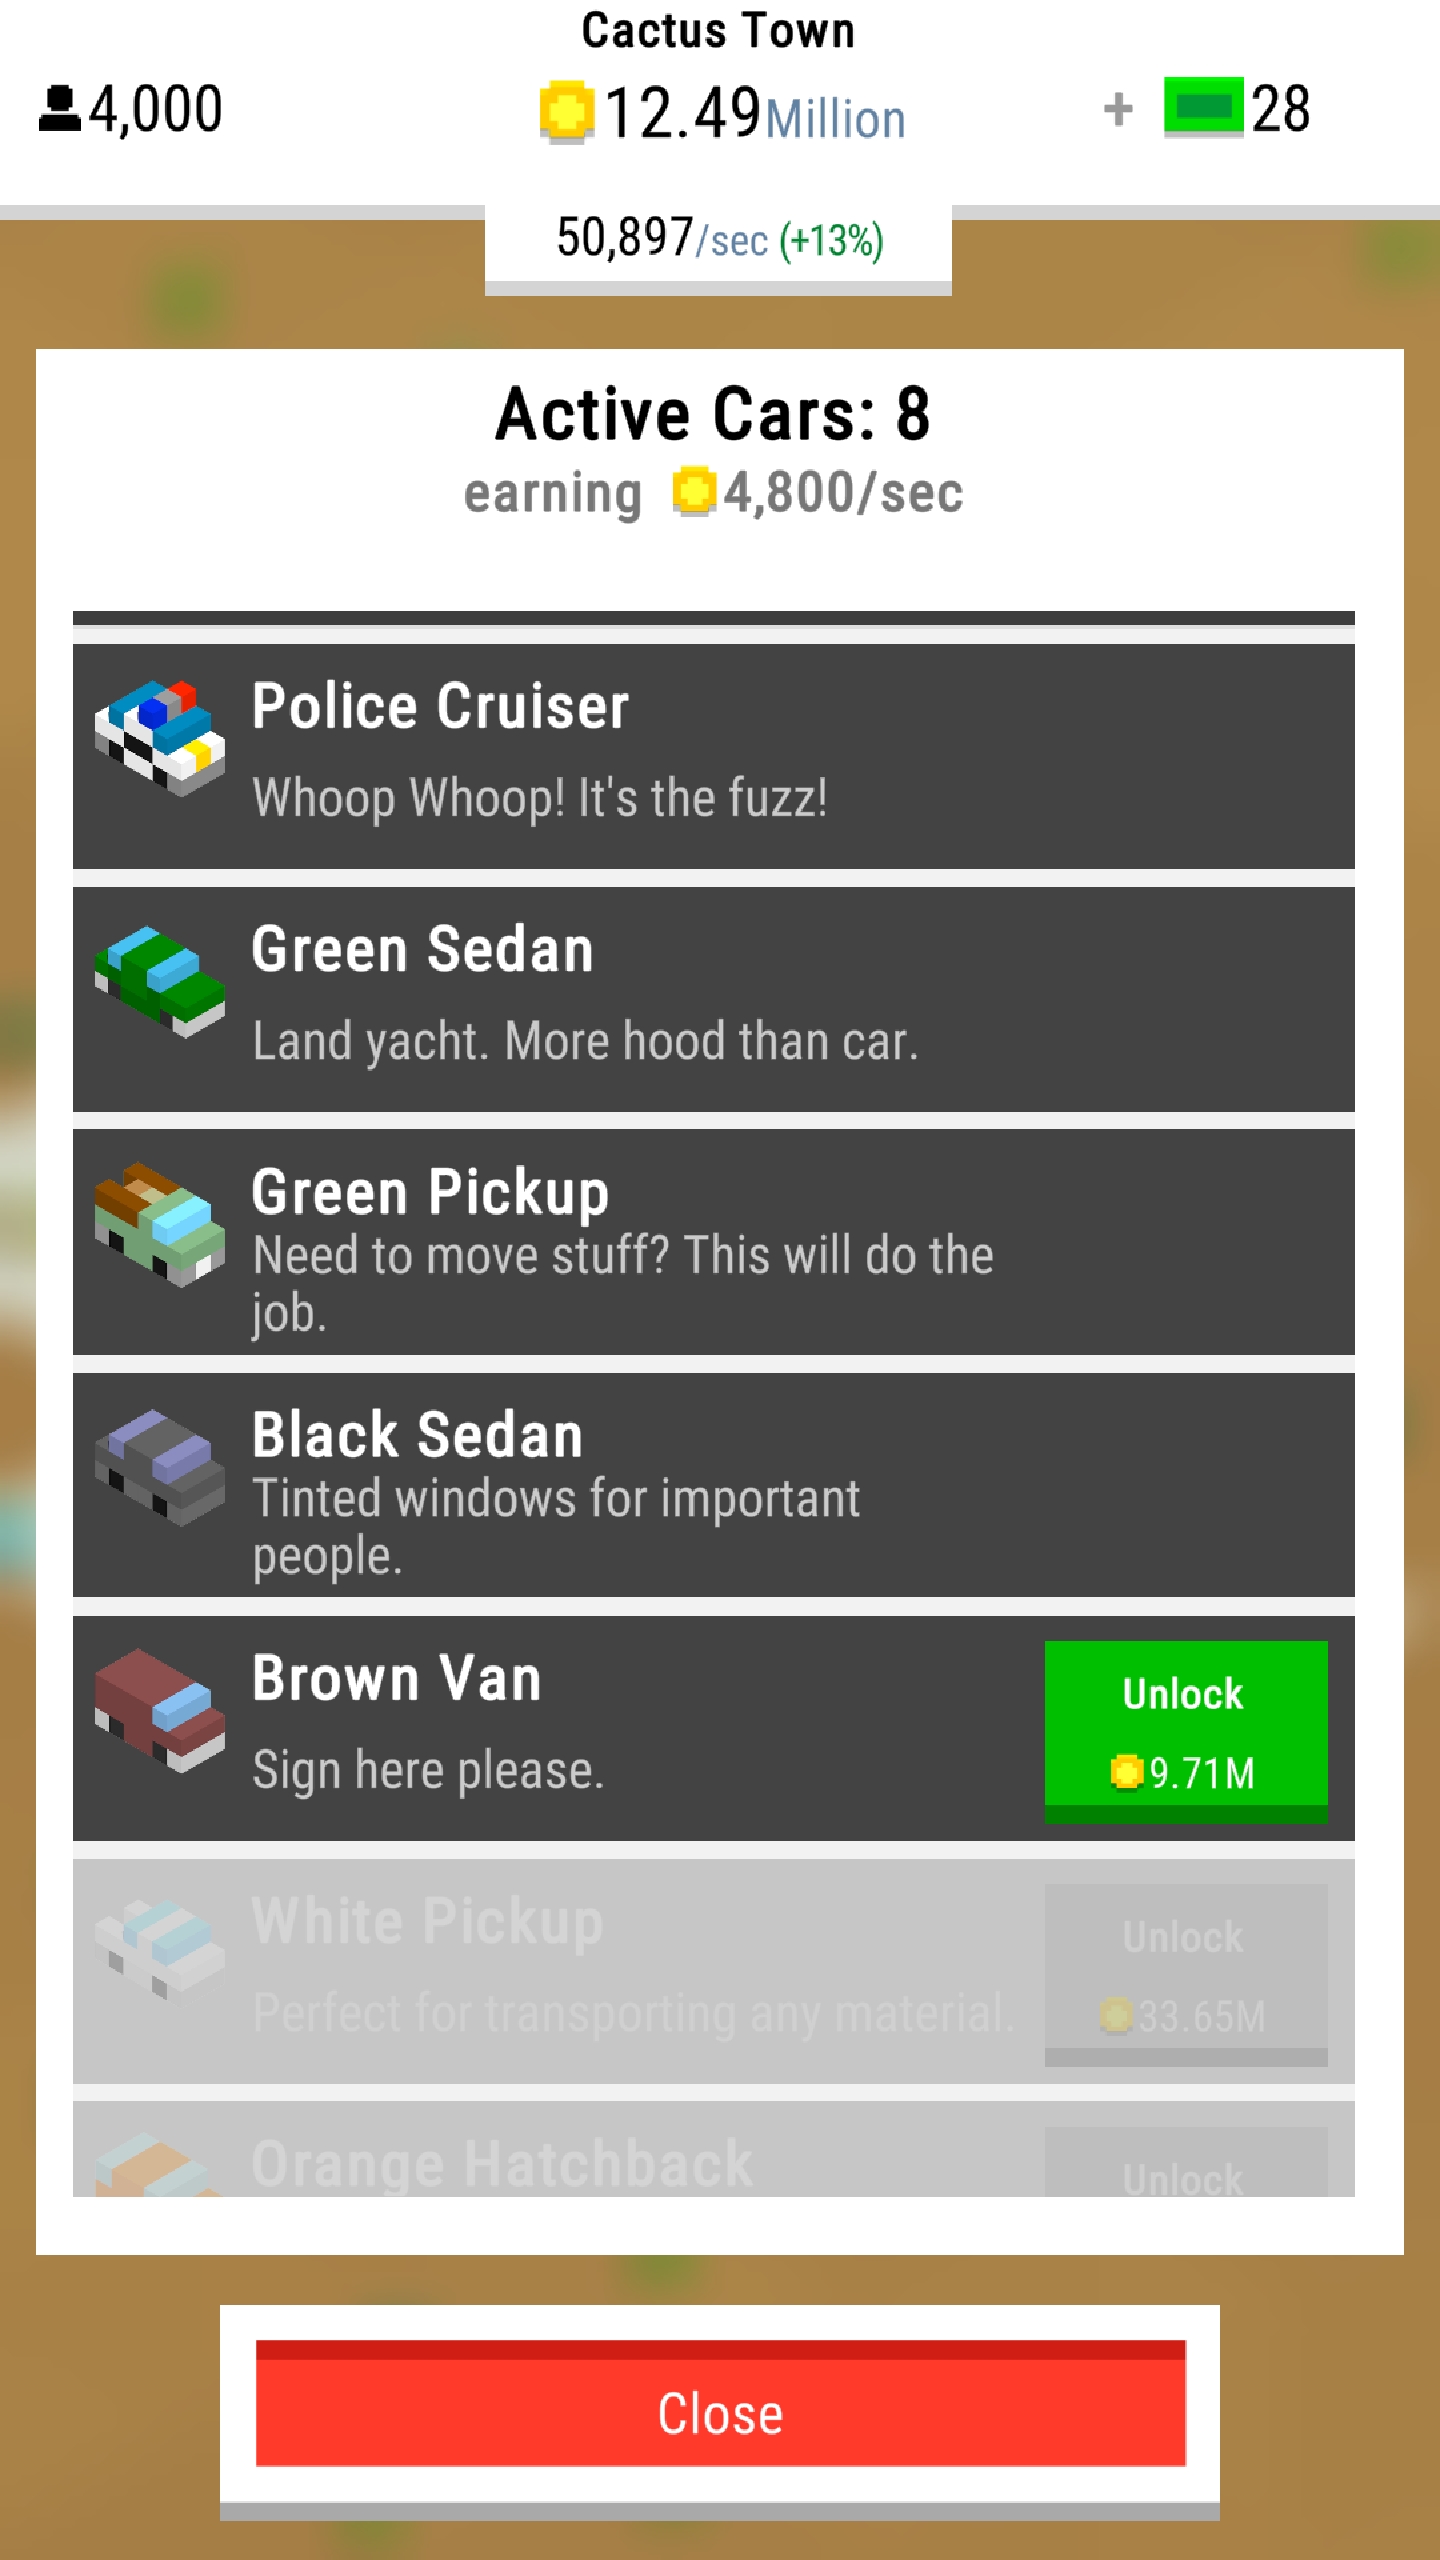 Cactus Town
4,000
12.49Million
+ 28
50,897/sec (+13%)
Active Cars: 8
earning 4,800/sec
Police Cruiser
Whoop Whoop! It's the fuzz!
Green Sedan
Land yacht. More hood than car.
Green Pickup
Need to move stuff? This will do the
job.
Black Sedan
Tinted windows for important
people.
Brown Van
Sign here please.
Unlock
9.71M
White Pickup
Perfect for transporting any material.
Unlock
33.65M
Orange Hatchback
Unlock
Close